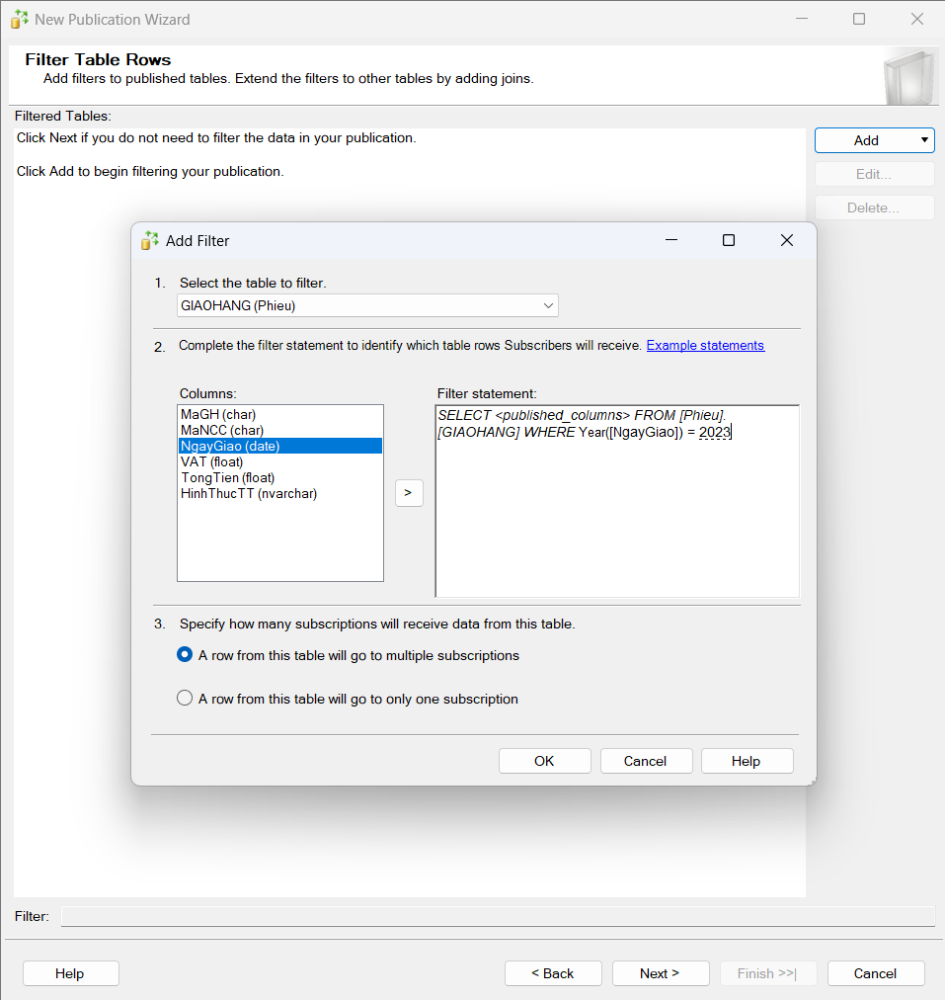 New Publication Wizard
Filter Table Rows
Add filters to published tables. Extend the filters to other tables by adding joins.
Filtered Tables:
Click Next if you do not need to filter the data in your publication.
Click Add to begin filtering your publication.
Add
Edit...
Delete...
Add Filter
1. Select the table to filter.
GIAOHANG (Phieu)
2. Complete the filter statement to identify which table rows Subscribers will receive. Example statements
Columns:
MaGH (char)
MaNCC (char)
NgayGiao (date)
VAT (float)
TongTien (float)
HinhThucTT (nvarchar)
>
Filter statement:
SELECT <published_columns> FROM [Phieu].
[GIAOHANG] WHERE Year([NgayGiao]) = 2023
3. Specify how many subscriptions will receive data from this table.
A row from this table will go to multiple subscriptions
A row from this table will go to only one subscription
OK
Cancel
Help
Filter:
Help
< Back
Next >
Finish >>|
Cancel